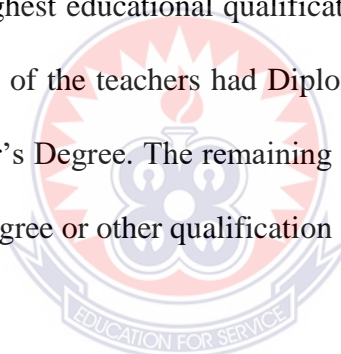 ghest educational qualificat
of the teachers had Diplo
r's Degree. The remaining
gree or other qualification
EDUCATION FOR SERVICE